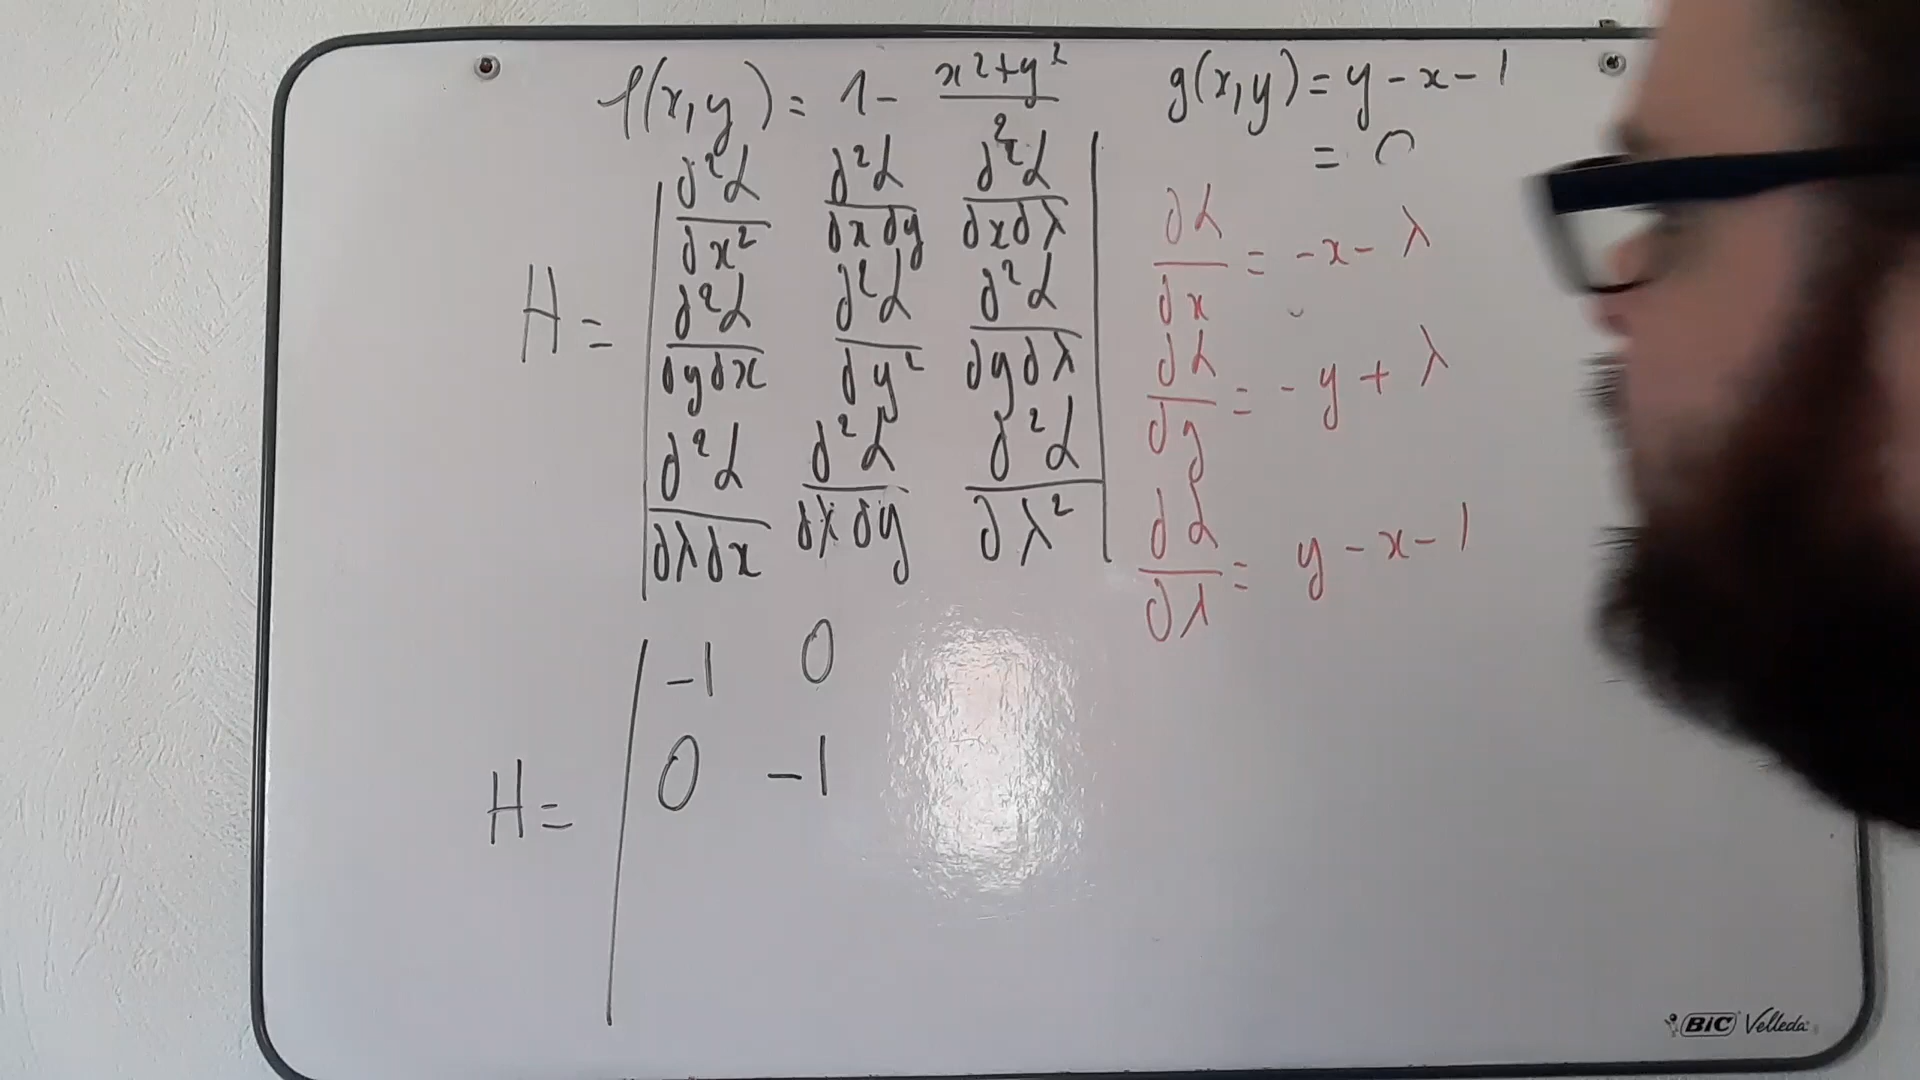 f(x,y) = 1 - (x²+y²)/2    g(x,y) = y - x - 1
= 0
H = | ∂²L/∂x²  ∂²L/∂x∂y  ∂²L/∂x∂λ |
| ∂²L/∂y∂x  ∂²L/∂y²  ∂²L/∂y∂λ |
| ∂²L/∂λ∂x  ∂²L/∂λ∂y  ∂²L/∂λ² |
∂L/∂x = -x - λ
∂L/∂y = -y + λ
∂L/∂λ = y - x - 1
H = | -1  0
| 0  -1
BIC Velleda